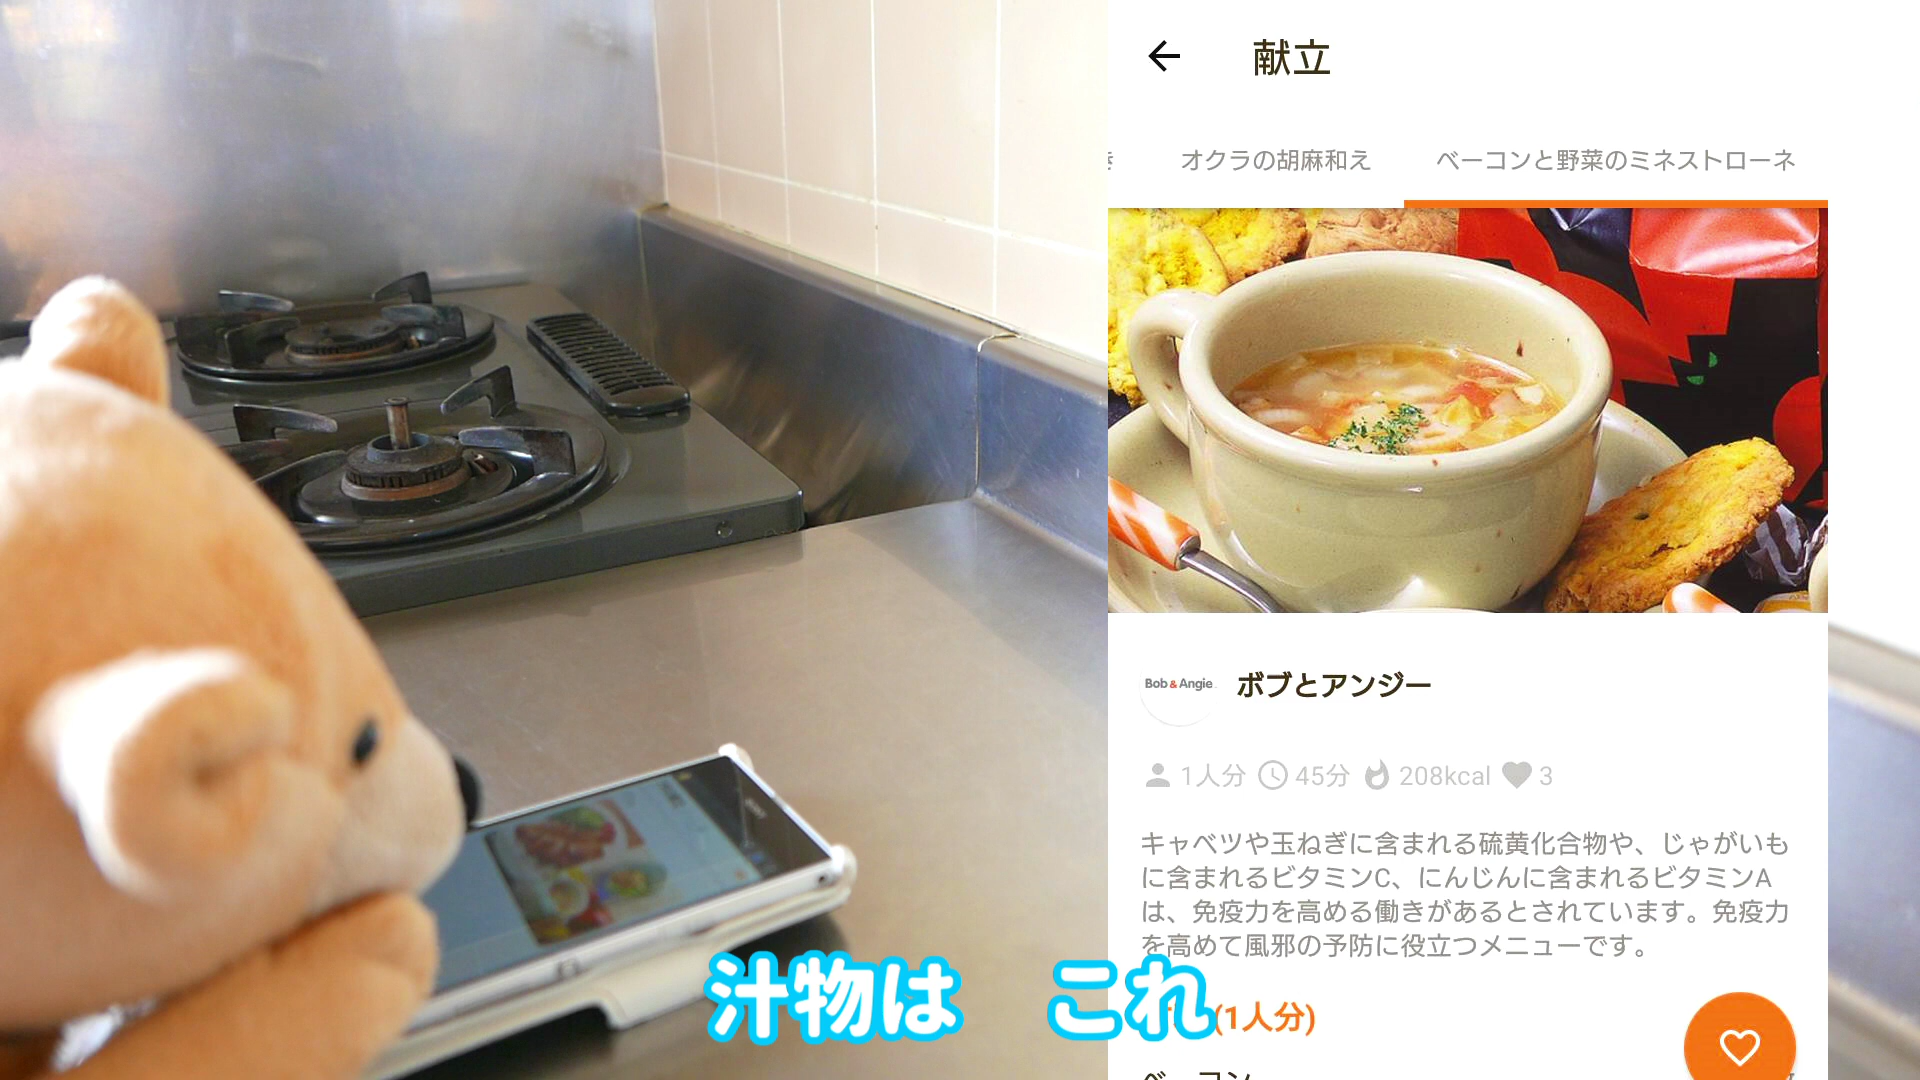 献立
オクラの胡麻和え
ベーコンと野菜のミネストローネ
Bob & Angie
ボブとアンジー
1人分 45分 208kcal 3
キャベツや玉ねぎに含まれる硫黄化合物や、じゃがいも
に含まれるビタミンC、にんじんに含まれるビタミンA
は、免疫力を高める働きがあるとされています。免疫力
を高めて風邪の予防に役立つメニューです。
汁物は これ
(1人分)
ベーコン